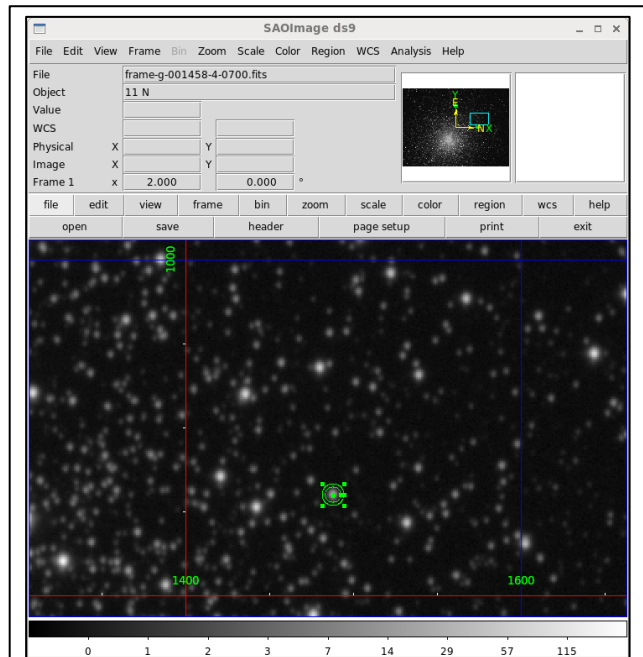 SAOImage ds9
File Edit View Frame Bin Zoom Scale Color Region WCS Analysis Help
File frame-g-001458-4-0700.fits
Object 11 N
Value
WCS
Physical X Y
Image X Y
Frame 1 x 2.000 0.000 °
Y
E
N X
file edit view frame bin zoom scale color region wcs help
open save header page setup print exit
1000
1400 1600
0 1 2 3 7 14 29 57 115